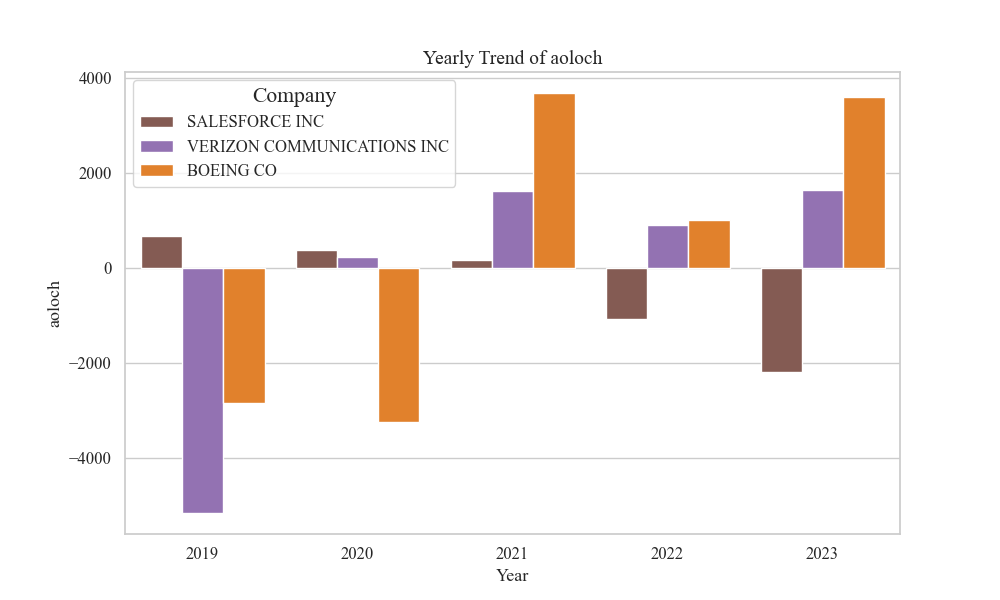 Yearly Trend of aoloch
Company
SALESFORCE INC
VERIZON COMMUNICATIONS INC
BOEING CO
4000
2000
0
−2000
−4000
aoloch
2019 2020 2021 2022 2023
Year